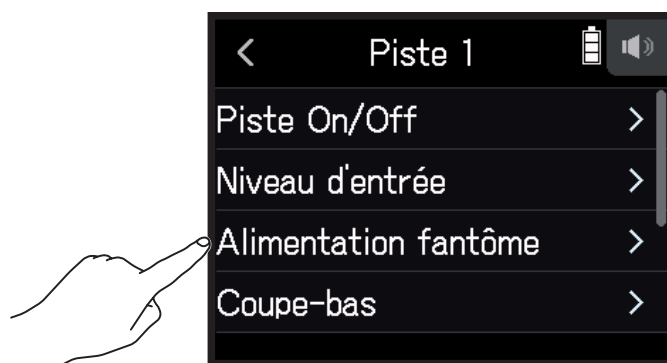 Piste 1
Piste On/Off
Niveau d'entrée
Alimentation fantôme
Coupe-bas